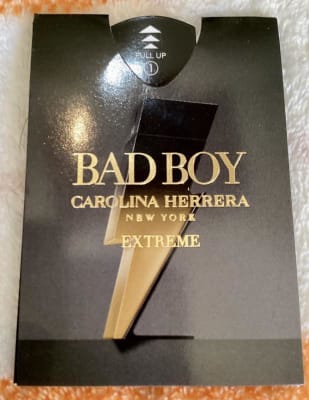 PULL UP
1
BAD BOY
CAROLINA HERRERA
NEW YORK
EXTREME